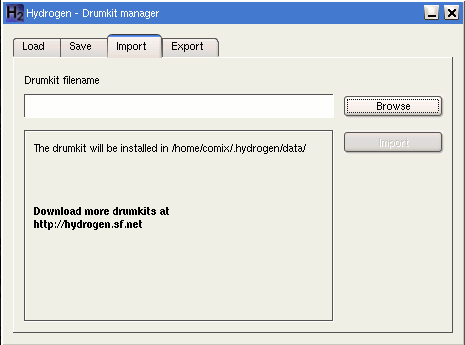 H2 Hydrogen - Drumkit manager
Load Save Import Export
Drumkit filename
Browse
Import
The drumkit will be installed in /home/comix/.hydrogen/data/
Download more drumkits at
http://hydrogen.sf.net